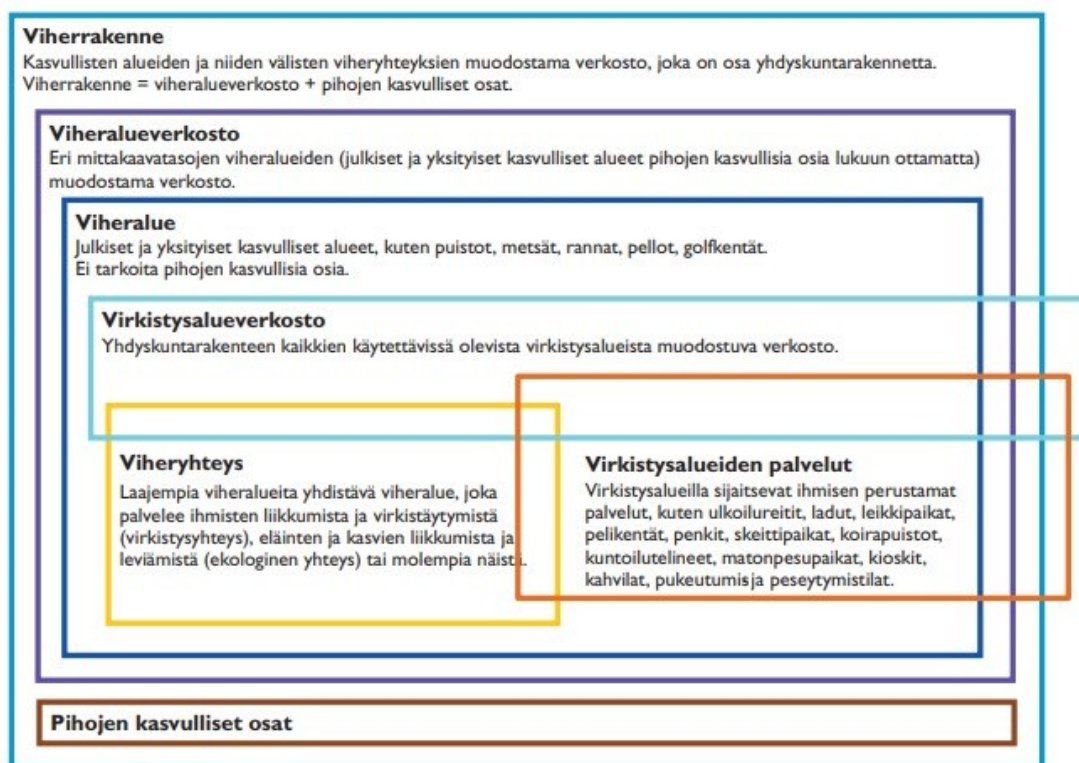 Viherrakenne
Kasvullisten alueiden ja niiden välisten viheryhteyksien muodostama verkosto, joka on osa yhdyskuntarakennetta.
Viherrakenne = viheralueverkosto + pihojen kasvulliset osat.
Viheralueverkosto
Eri mittakaavatasojen viheralueiden (julkiset ja yksityiset kasvulliset alueet pihojen kasvullisia osia lukuun ottamatta)
muodostama verkosto.
Viheralue
Julkiset ja yksityiset kasvulliset alueet, kuten puistot, metsät, rannat, pellot, golfkentät.
Ei tarkoita pihojen kasvullisia osia.
Virkistysalueverkosto
Yhdyskuntarakenteen kaikkien käytettävissä olevista virkistysalueista muodostuva verkosto.
Viheryhteys
Laajempia viheralueita yhdistävä viheralue, joka
palvelee ihmisten liikkumista ja virkistäytymistä
(virkistysyhteys), eläinten ja kasvien liikkumista ja
leviämistä (ekologinen yhteys) tai molempia näistä.
Virkistysalueiden palvelut
Virkistysalueilla sijaitsevat ihmisen perustamat
palvelut, kuten ulkoilureitit, ladut, leikkipaikat,
pelikentät, penkit, skeittipaikat, koirapuistot,
kuntoilutelineet, matonpesupaikat, kioskit,
kahvilat, pukeutumis- ja peseytymistilat.
Pihojen kasvulliset osat